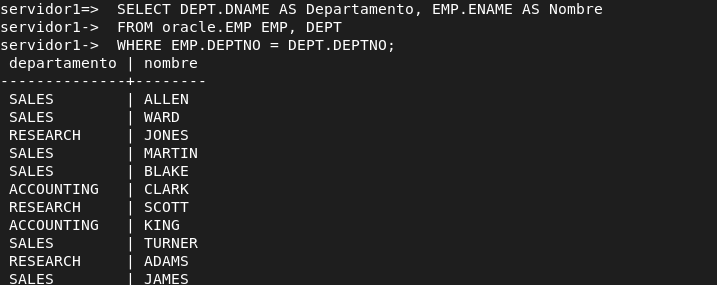 servidor1=>  SELECT DEPT.DNAME AS Departamento, EMP.ENAME AS Nombre
servidor1->  FROM oracle.EMP EMP, DEPT
servidor1->  WHERE EMP.DEPTNO = DEPT.DEPTNO;
 departamento | nombre
--------------+--------
 SALES        | ALLEN
 SALES        | WARD
 RESEARCH     | JONES
 SALES        | MARTIN
 SALES        | BLAKE
 ACCOUNTING   | CLARK
 RESEARCH     | SCOTT
 ACCOUNTING   | KING
 SALES        | TURNER
 RESEARCH     | ADAMS
 SALES        | JAMES